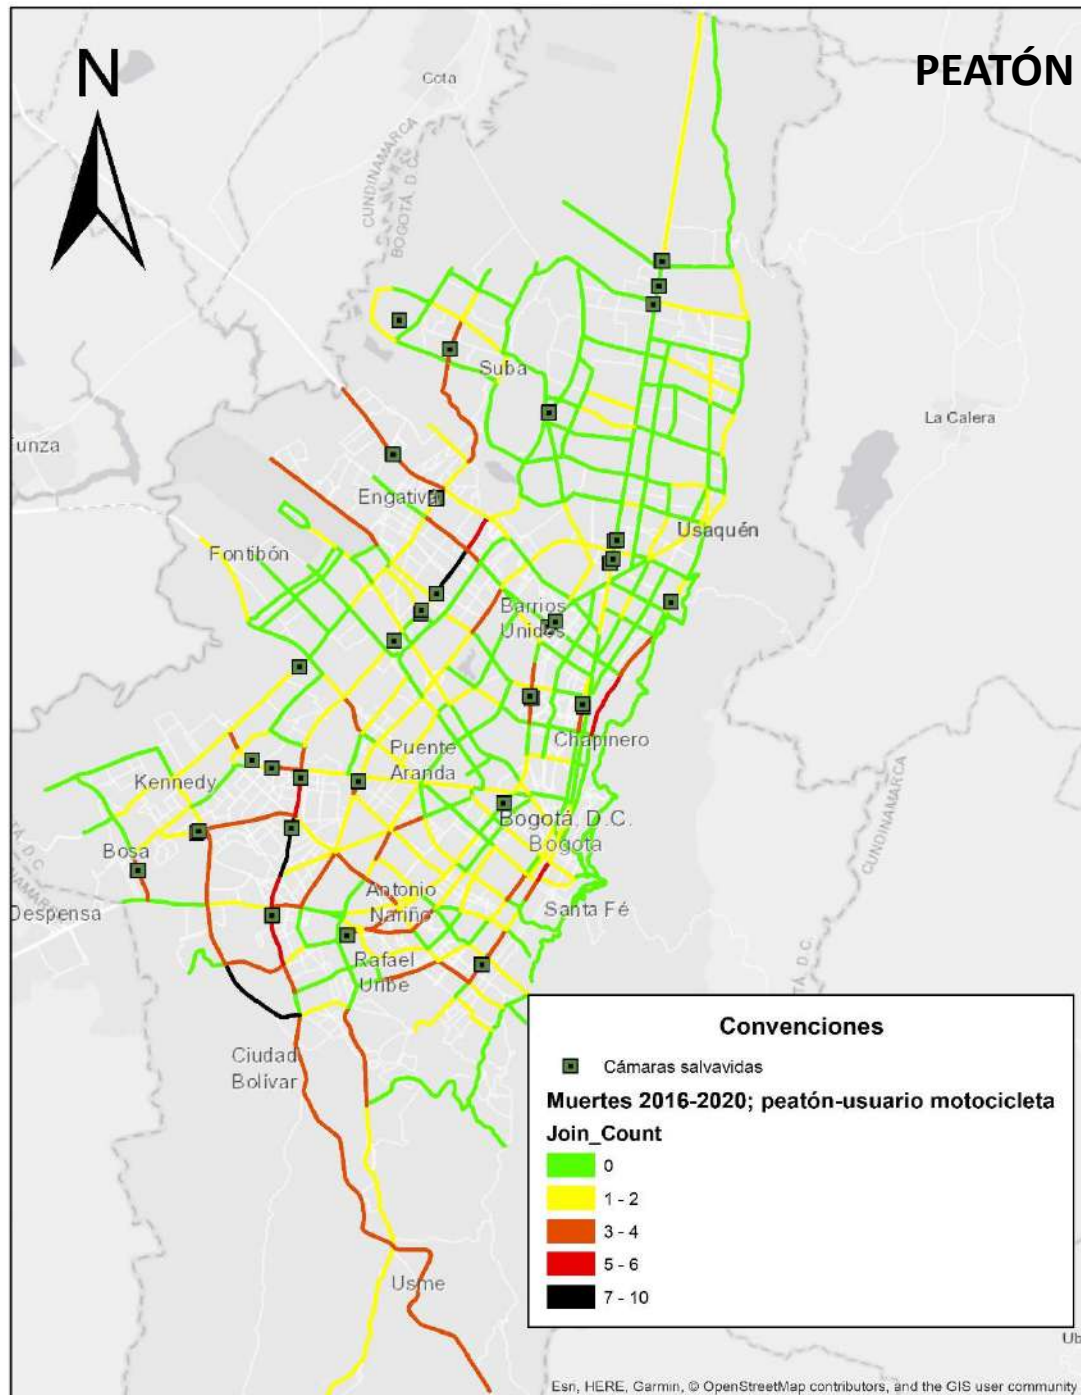 PEATÓN
N
Cota
CUNDINAMARCA
BOGOTÁ, D.C.
Suba
La Calera
Engativá
Usaquén
Fontibón
Barrios
Unidos
Chapinero
Puente
Aranda
Kennedy
Bogotá, D.C.
Bogota
CUNDINAMARCA
Bosa
Antonio
Nariño
Santa Fé
Despensa
Rafael
Uribe
Ciudad
Bolívar
Usme
Convenciones
Cámaras salvavidas
Muertes 2016-2020; peatón-usuario motocicleta
Join_Count
0
1 - 2
3 - 4
5 - 6
7 - 10
Esri, HERE, Garmin, © OpenStreetMap contributors, and the GIS user community